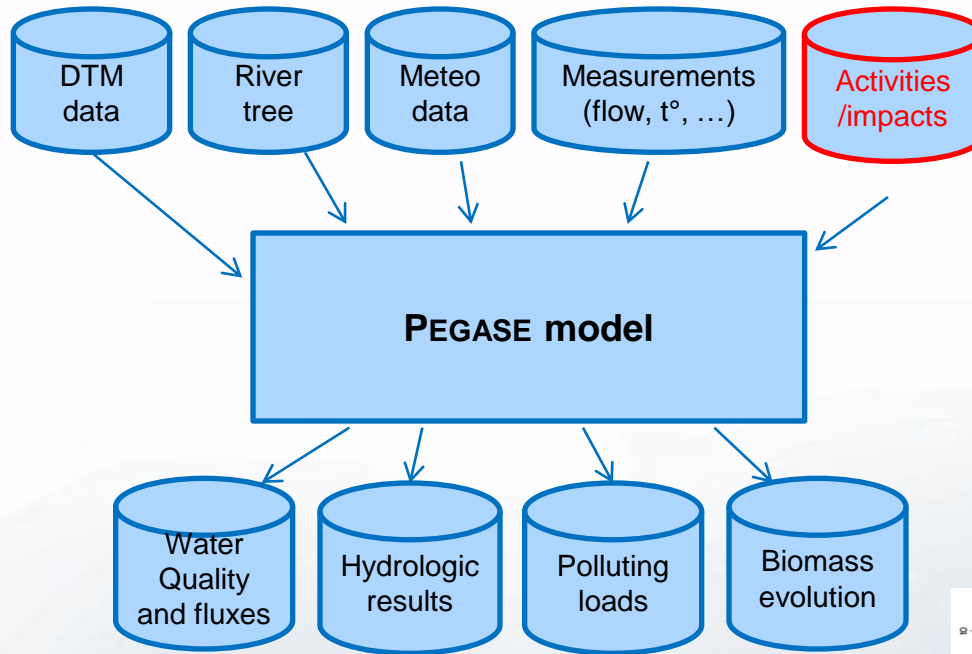 DTM
data
River
tree
Meteo
data
Measurements
(flow, t°, …)
Activities
/impacts
PEGASE model
Water
Quality
and fluxes
Hydrologic
results
Polluting
loads
Biomass
evolution